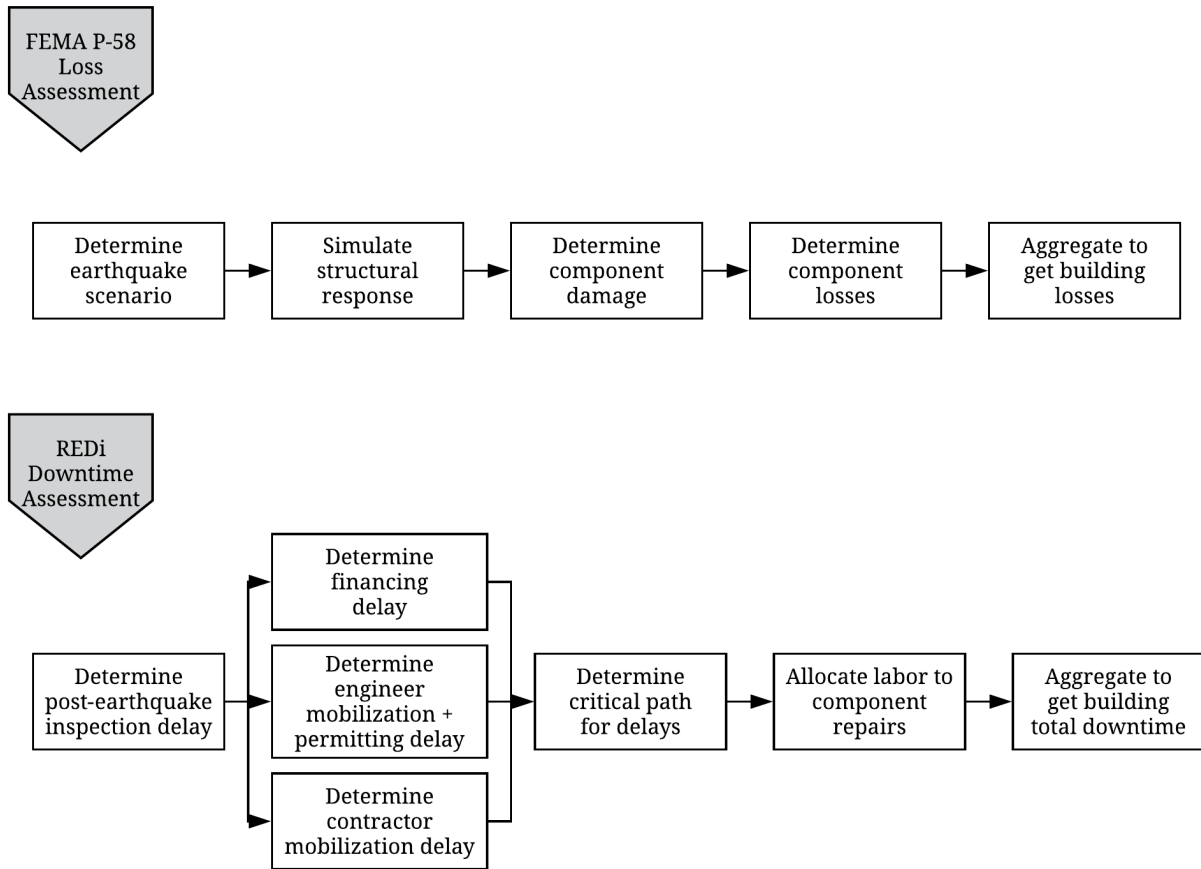 FEMA P-58
Loss
Assessment
Determine
earthquake
scenario
Simulate
structural
response
Determine
component
damage
Determine
component
losses
Aggregate to
get building
losses
REDi
Downtime
Assessment
Determine
post-earthquake
inspection delay
Determine
financing
delay
Determine
engineer
mobilization +
permitting delay
Determine
contractor
mobilization delay
Determine
critical path
for delays
Allocate labor to
component
repairs
Aggregate to
get building
total downtime